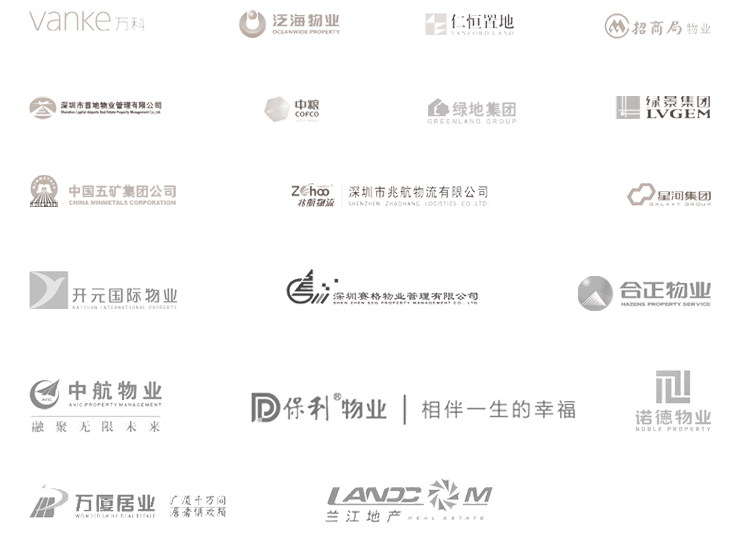 vanke 万科
泛海物业
OCEANWIDE PROPERTY
仁恒置地
YANLORD LAND
招商局物业
深圳市首地物业管理有限公司
中粮
COFCO
绿地集团
GREENLAND GROUP
绿景集团
LVGEM
中国五矿集团公司
CHINA MINMETALS CORPORATION
ZOhoo
兆航物流
深圳市兆航物流有限公司
SHENZHEN ZHAOHANG LOGISTICS CO.,LTD
星河集团
GALAXY GROUP
开元国际物业
KAIYUAN INTERNATIONAL PROPERTY
深圳赛格物业管理有限公司
SHEN ZHEN SEG PROPERTY MANAGEMENT CO.,LTD
合正物业
HAZENS PROPERTY SERVICE
AVIC
中航物业
AVIC PROPERTY MANAGEMENT
融聚无限未来
保利®物业 | 相伴一生的幸福
诺德物业
NOBLE PROPERTY
万厦居业
广厦千万间
居者俱欢颜
LANDCOM
兰江地产 REAL ESTATE